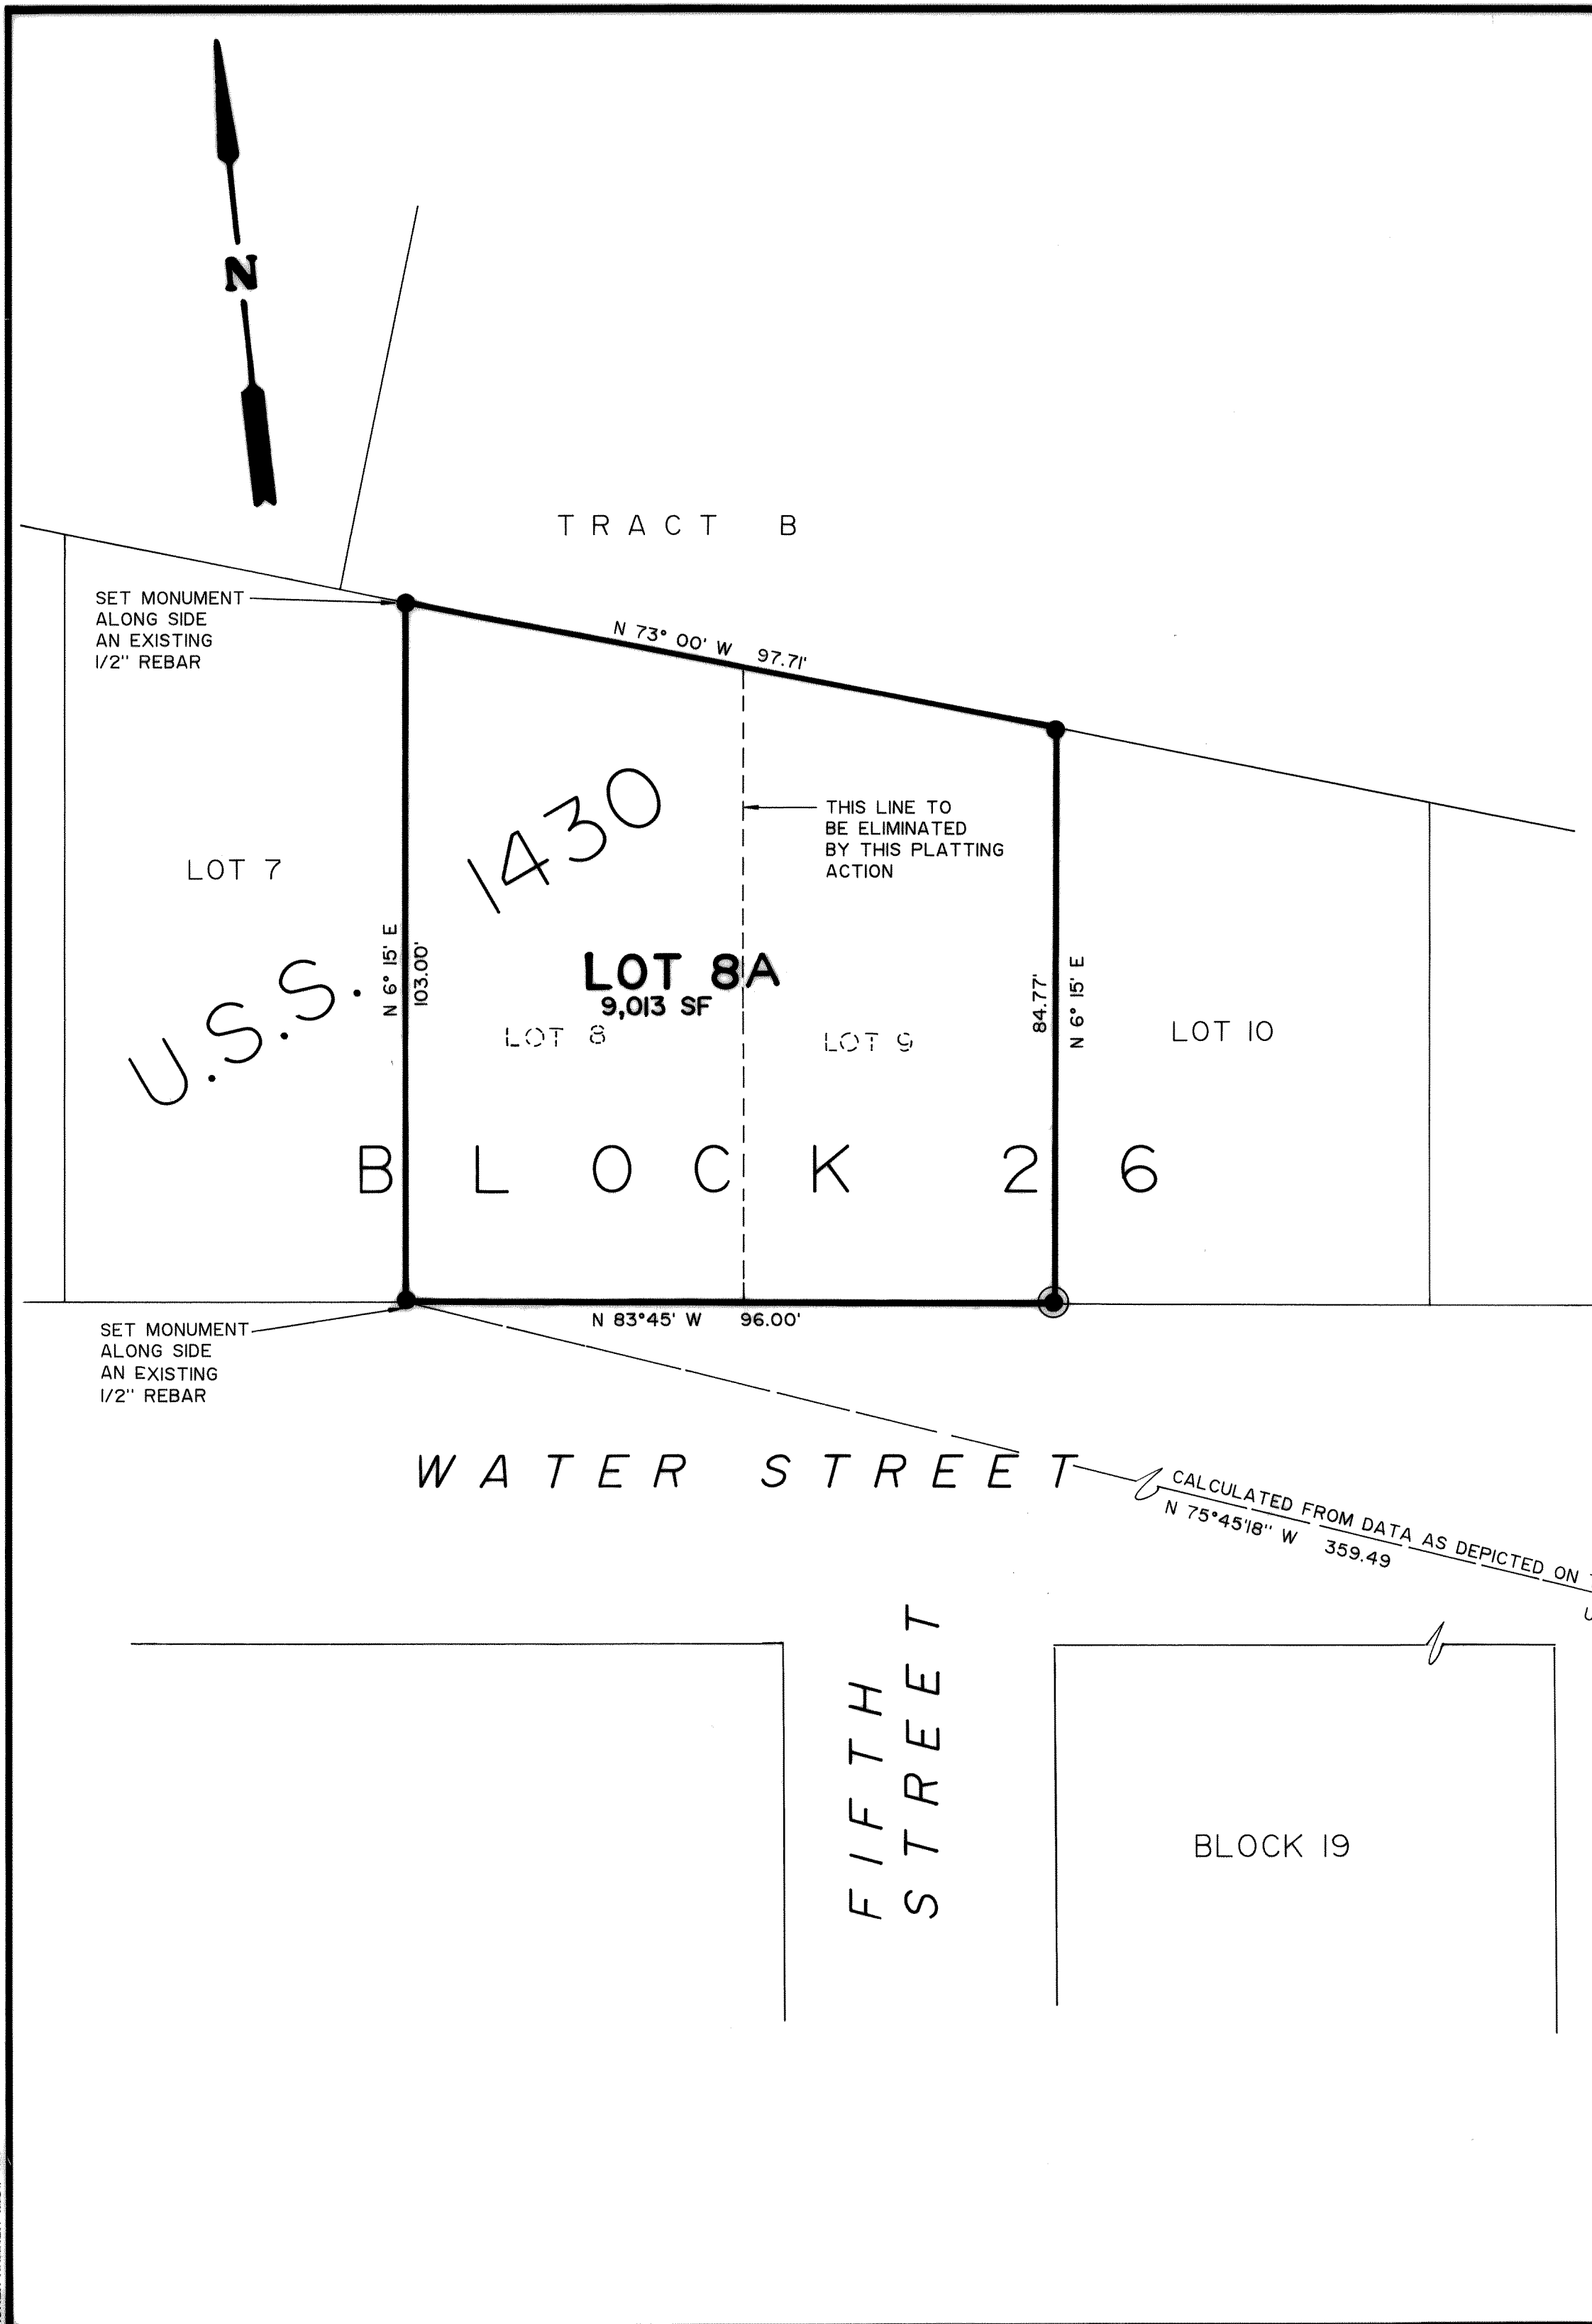 N
TRACT B
SET MONUMENT
ALONG SIDE
AN EXISTING
1/2" REBAR
N 73° 00' W 97.71'
1430
THIS LINE TO
BE ELIMINATED
BY THIS PLATTING
ACTION
LOT 7
U.S.S.
N 6° 15' E
103.00'
LOT 8A
9,013 SF
LOT 8
LOT 9
84.77'
N 6° 15' E
LOT 10
BLOCK 26
N 83°45' W 96.00'
SET MONUMENT
ALONG SIDE
AN EXISTING
1/2" REBAR
WATER STREET
CALCULATED FROM DATA AS DEPICTED ON
N 75°45'18" W 359.49
FIFTH
STREET
BLOCK 19